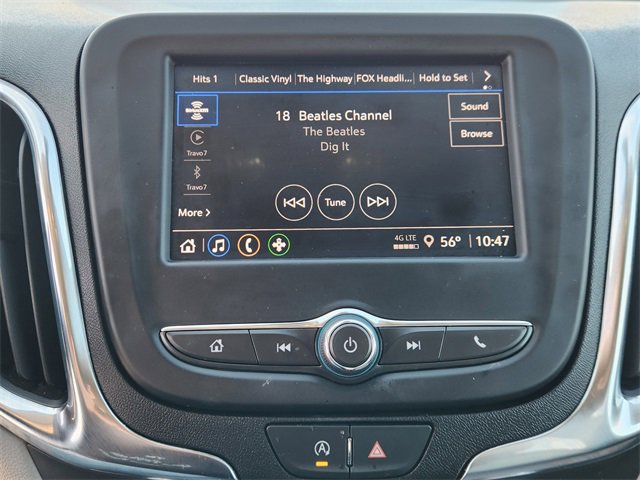 Hits 1 Classic Vinyl The Highway FOX Headli... Hold to Set
SiriusXM
18 Beatles Channel
The Beatles
Dig It
Sound
Browse
Travo7
Travo7
Tune
More
4G LTE
56° 10:47
A